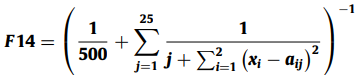 F14 = ( 1/500 + ∑_{j=1}^{25} 1/(j + ∑_{i=1}^{2} (x_i − a_{ij})^2) )^{−1}